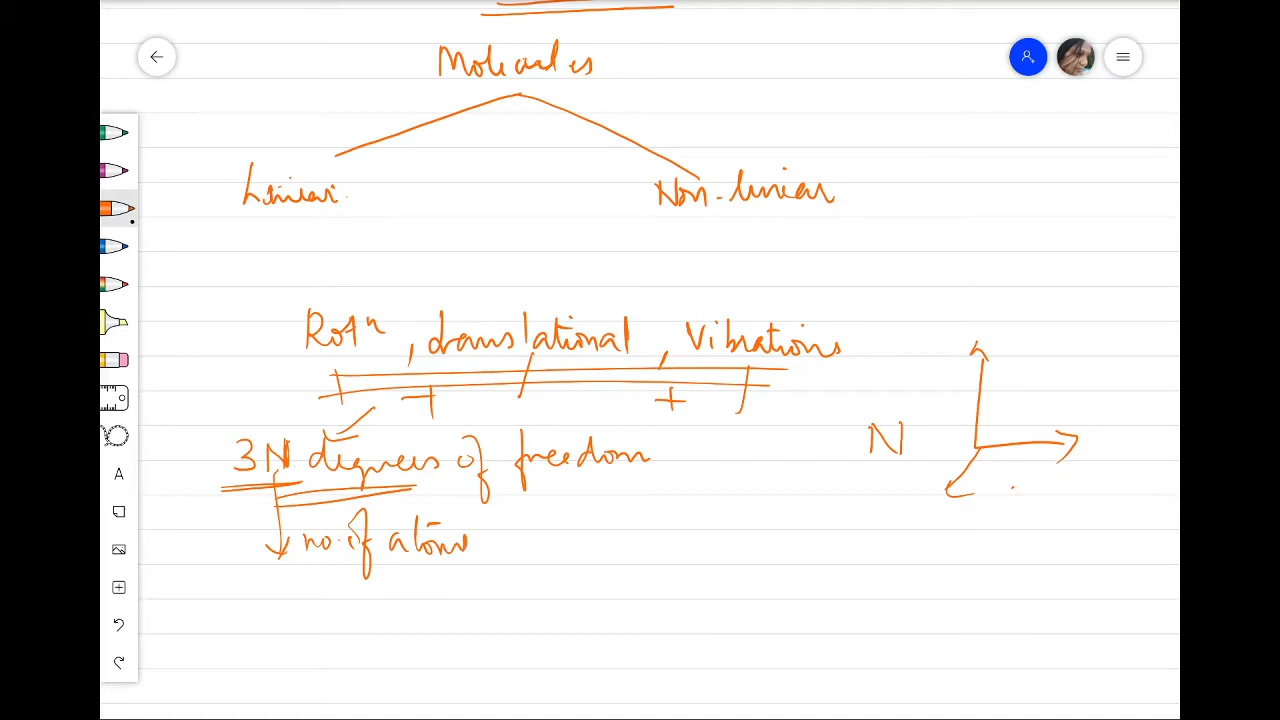 Molecules
Linear Non-linear
Rotn, translational, Vibrations
+ +
3N degrees of freedom N
no. of atoms
A